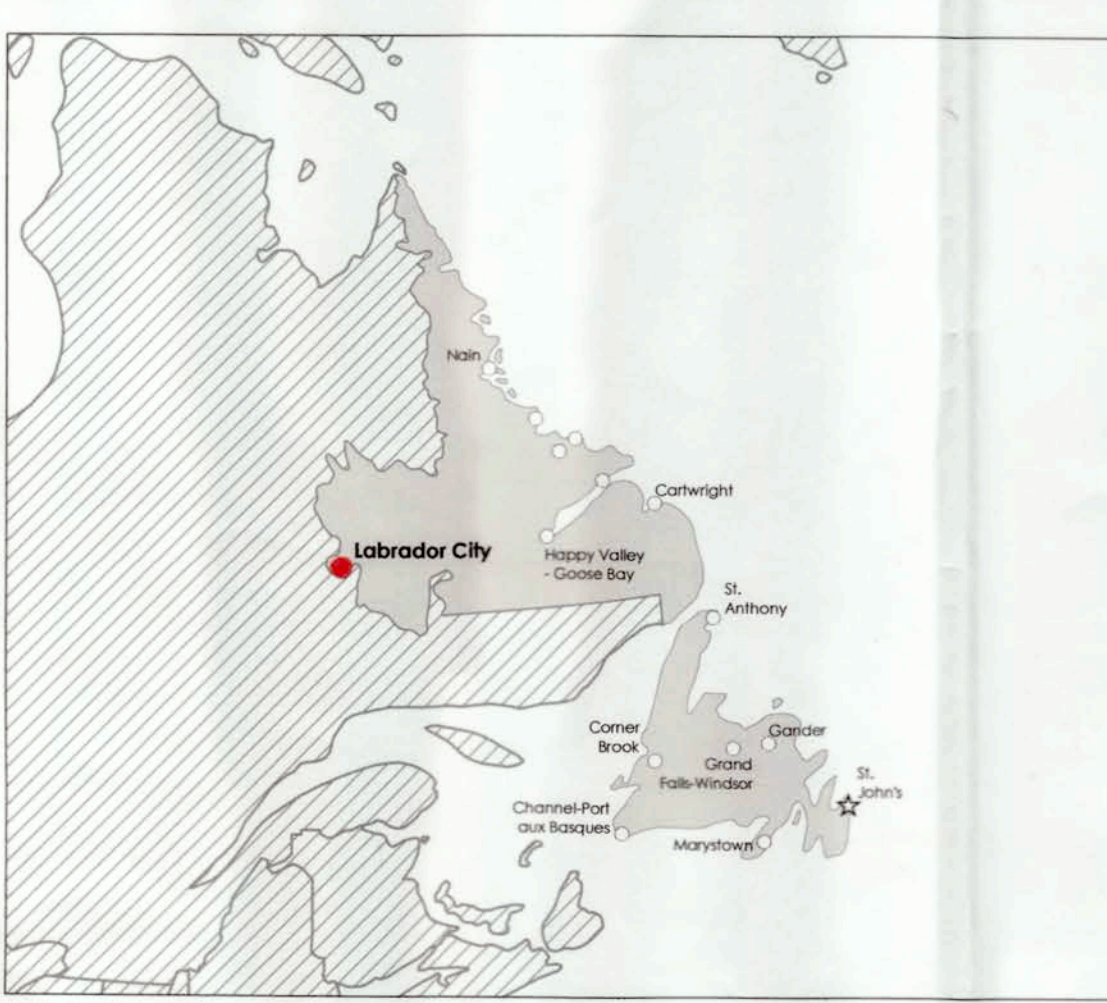 Nain
Cartwright
Labrador City
Happy Valley
- Goose Bay
St.
Anthony
Corner
Brook
Gander
Grand
Falls-Windsor
St.
John's
Channel-Port
aux Basques
Marystown